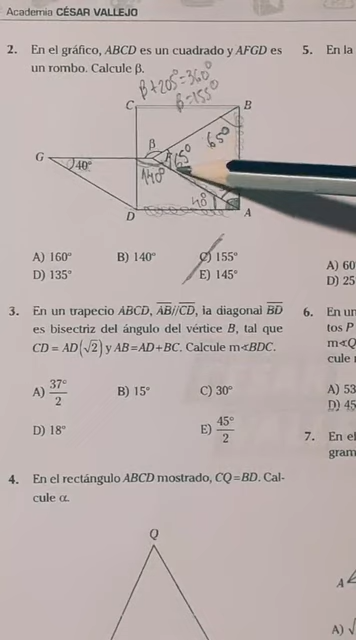 Academia CÉSAR VALLEJO
2. En el gráfico, ABCD es un cuadrado y AFGD es
un rombo. Calcule β.
β+205°=360°
β=155°
C
B
65°
β
F
65°
G
40°
140°
40°
D
A
A) 160° B) 140° C) 155°
D) 135° E) 145°
3. En un trapecio ABCD, AB//CD, la diagonal BD
es bisectriz del ángulo del vértice B, tal que
CD=AD(√2) y AB=AD+BC. Calcule m∢BDC.
A) 37°/2 B) 15° C) 30°
D) 18° E) 45°/2
4. En el rectángulo ABCD mostrado, CQ=BD. Cal-
cule α.
Q
5. En la
A) 60
D) 25
6. En un
tos P
m∢Q
cule
A) 53
D) 45
7. En el
gram
A
A) √